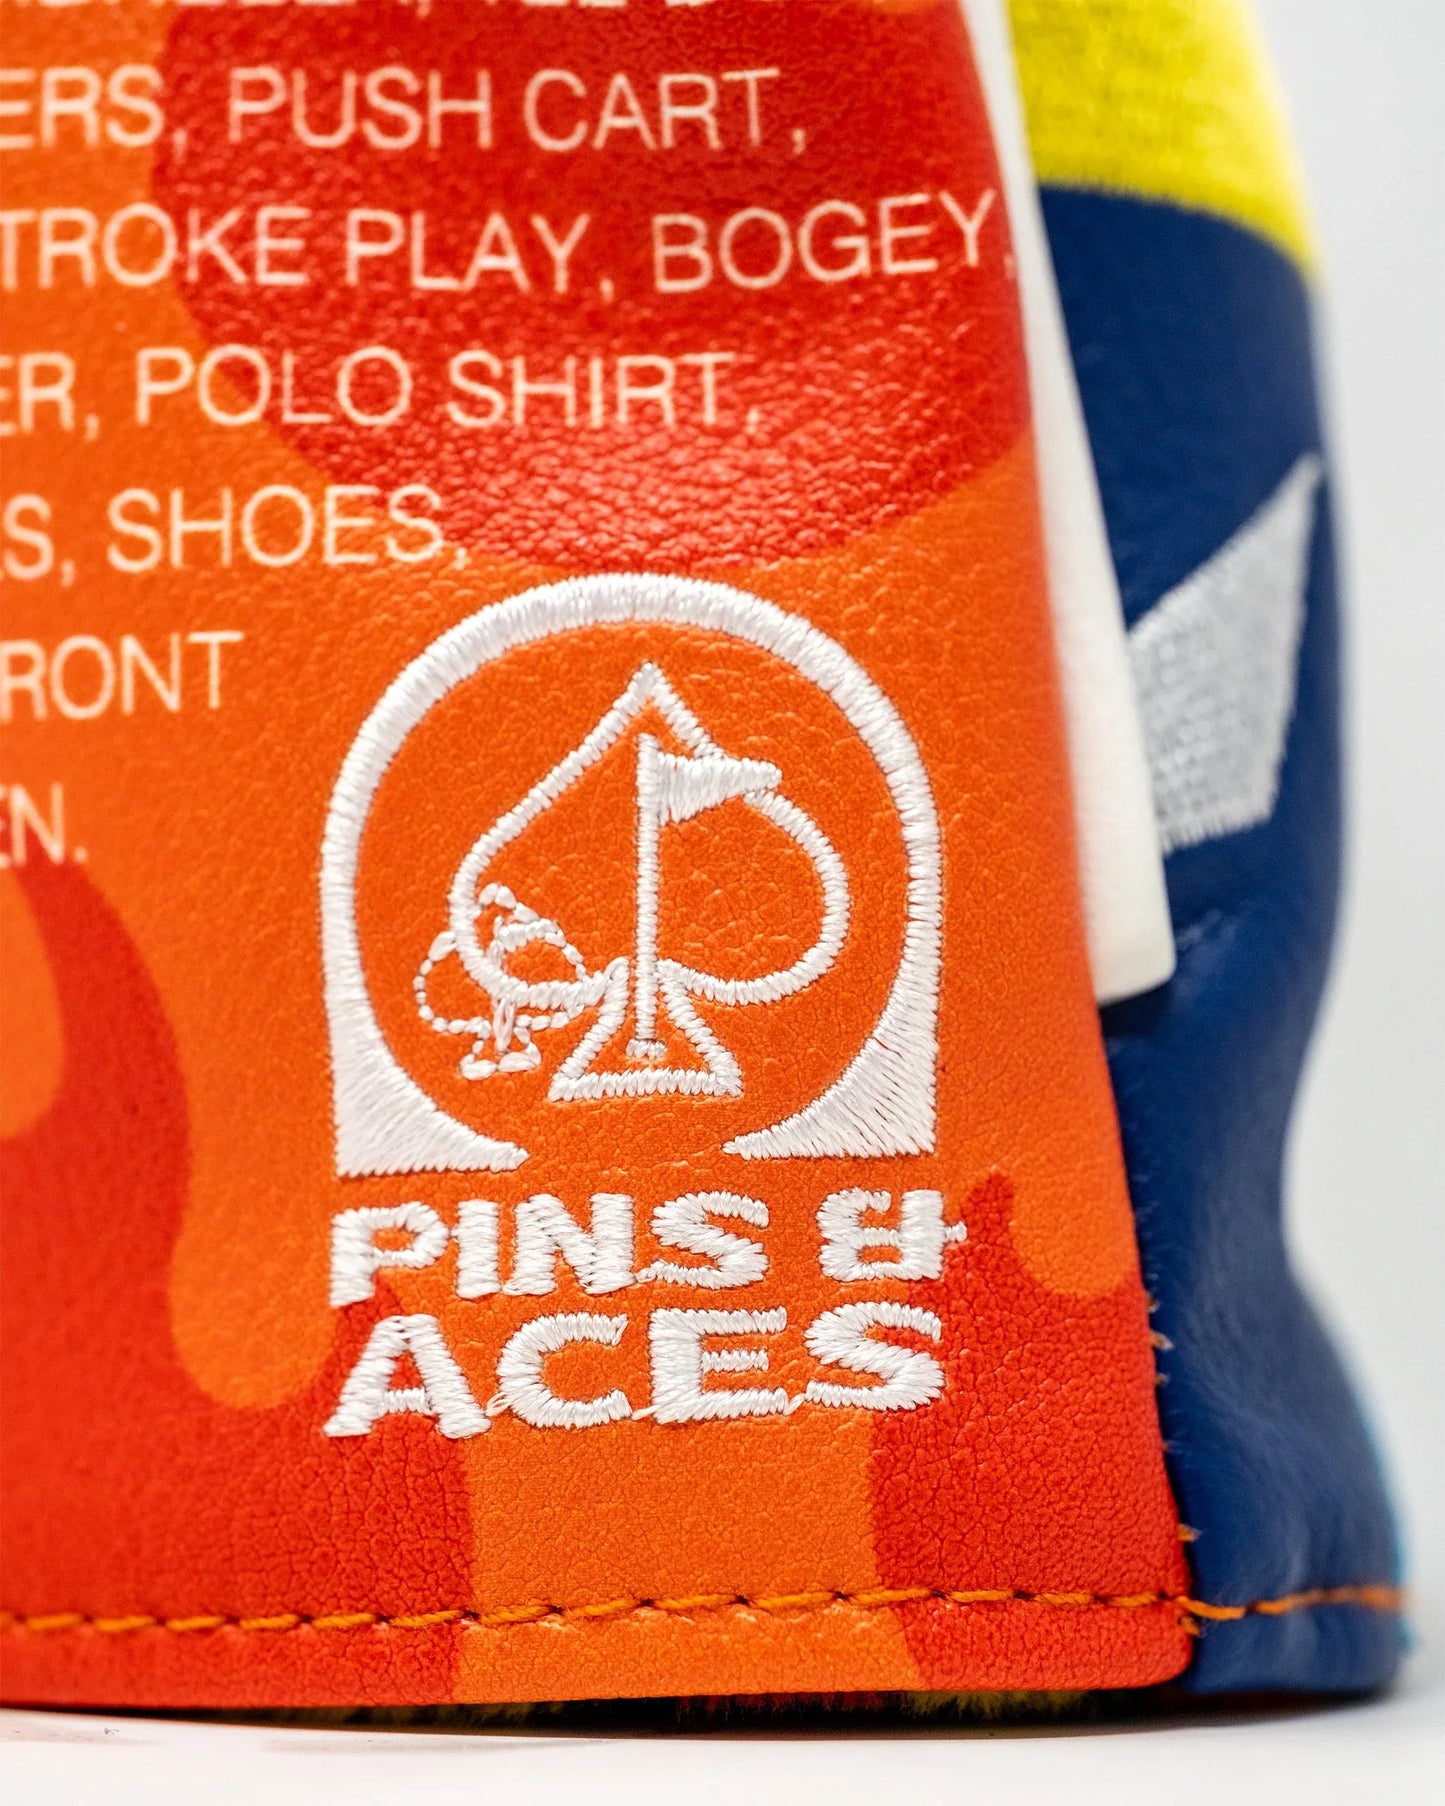 ERS, PUSH CART,
TROKE PLAY, BOGEY,
ER, POLO SHIRT,
S, SHOES,
RONT
EN.
PINS &
ACES